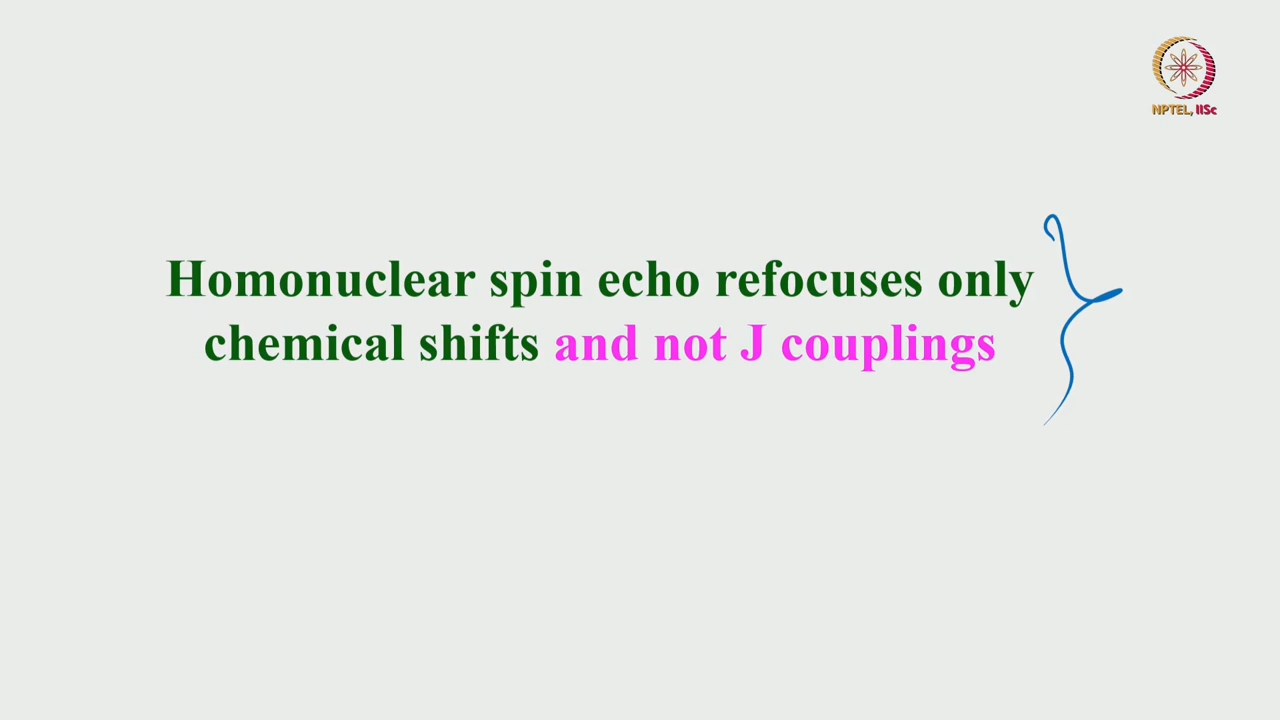 NPTEL, IISc
Homonuclear spin echo refocuses only
chemical shifts and not J couplings